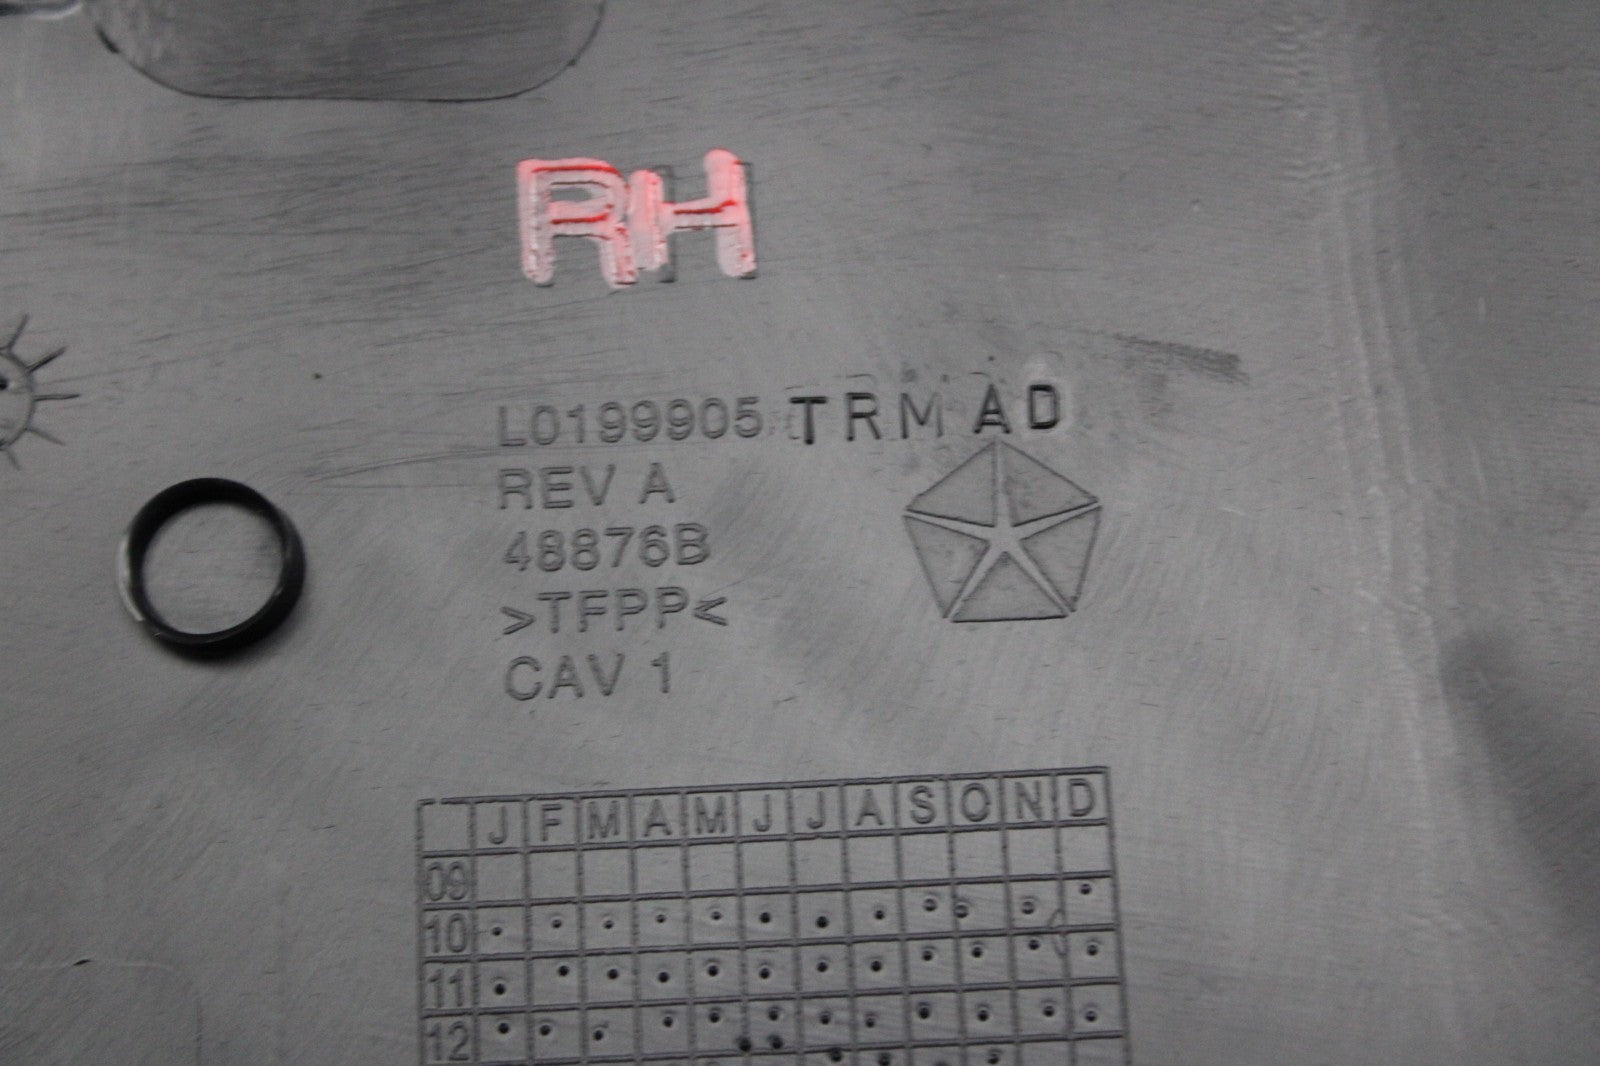 RH
L0199905 TRM AD
REV A
48876B
>TFPP<
CAV 1
J F M A M J J A S O N D
09
10
11
12